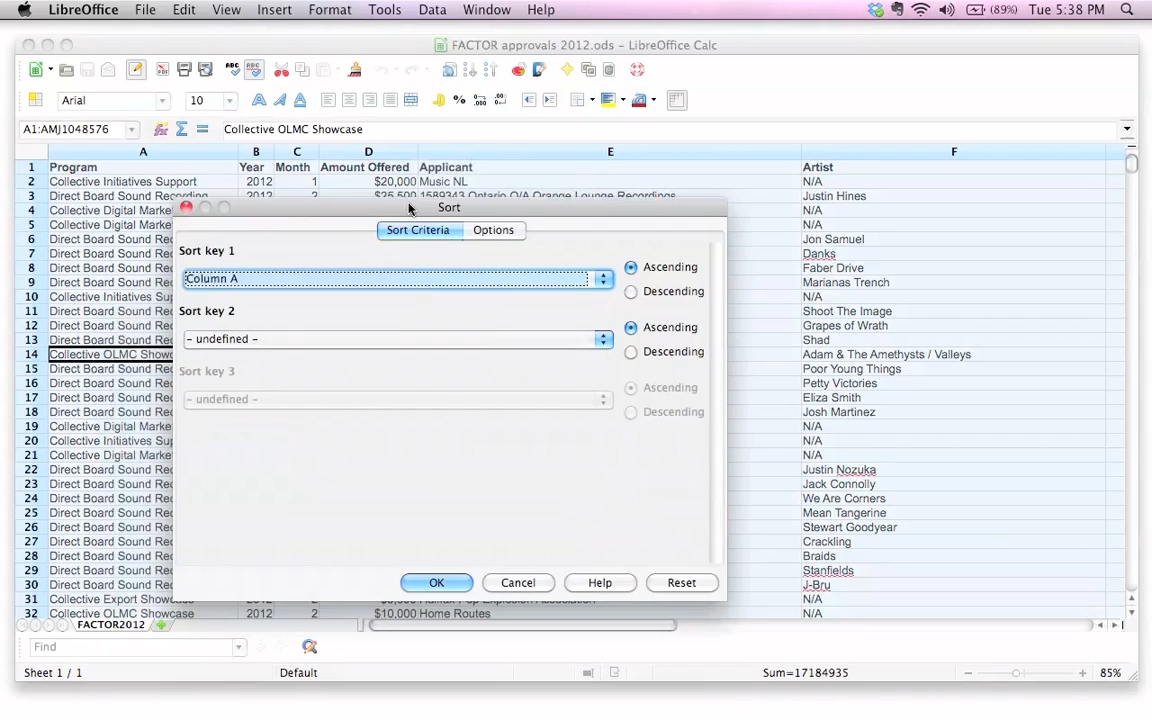 LibreOffice File Edit View Insert Format Tools Data Window Help (89%) Tue 5:38 PM
FACTOR approvals 2012.ods – LibreOffice Calc
Arial 10
A1:AMJ1048576 Collective OLMC Showcase
A B C D E F
1 Program Year Month Amount Offered Applicant Artist
2 Collective Initiatives Support 2012 1 $20,000 Music NL N/A
3 Direct Board Sound Recording 2012 2 $25,500 1589343 Ontario O/A Orange Lounge Recordings Justin Hines
4 Collective Digital Marke N/A
5 Collective Digital Marke N/A
6 Direct Board Sound Rec Jon Samuel
7 Direct Board Sound Rec Danks
8 Direct Board Sound Rec Faber Drive
9 Direct Board Sound Rec Marianas Trench
10 Collective Initiatives Sup N/A
11 Direct Board Sound Rec Shoot The Image
12 Direct Board Sound Rec Grapes of Wrath
13 Direct Board Sound Rec Shad
14 Collective OLMC Showc Adam & The Amethysts / Valleys
15 Direct Board Sound Rec Poor Young Things
16 Direct Board Sound Rec Petty Victories
17 Direct Board Sound Rec Eliza Smith
18 Direct Board Sound Rec Josh Martinez
19 Collective Digital Market N/A
20 Collective Initiatives Sup N/A
21 Collective Digital Market N/A
22 Direct Board Sound Rec Justin Nozuka
23 Direct Board Sound Rec Jack Connolly
24 Direct Board Sound Rec We Are Corners
25 Direct Board Sound Rec Mean Tangerine
26 Direct Board Sound Rec Stewart Goodyear
27 Direct Board Sound Rec Crackling
28 Direct Board Sound Rec Braids
29 Direct Board Sound Rec Stanfields
30 Direct Board Sound Rec J-Bru
31 Collective Export Showcase 2012 2 N/A
32 Collective OLMC Showcase 2012 2 $10,000 Home Routes N/A
Sort
Sort Criteria Options
Sort key 1
Column A
Ascending
Descending
Sort key 2
– undefined –
Ascending
Descending
Sort key 3
– undefined –
Ascending
Descending
OK Cancel Help Reset
FACTOR2012
Find
Sheet 1 / 1 Default Sum=17184935 85%